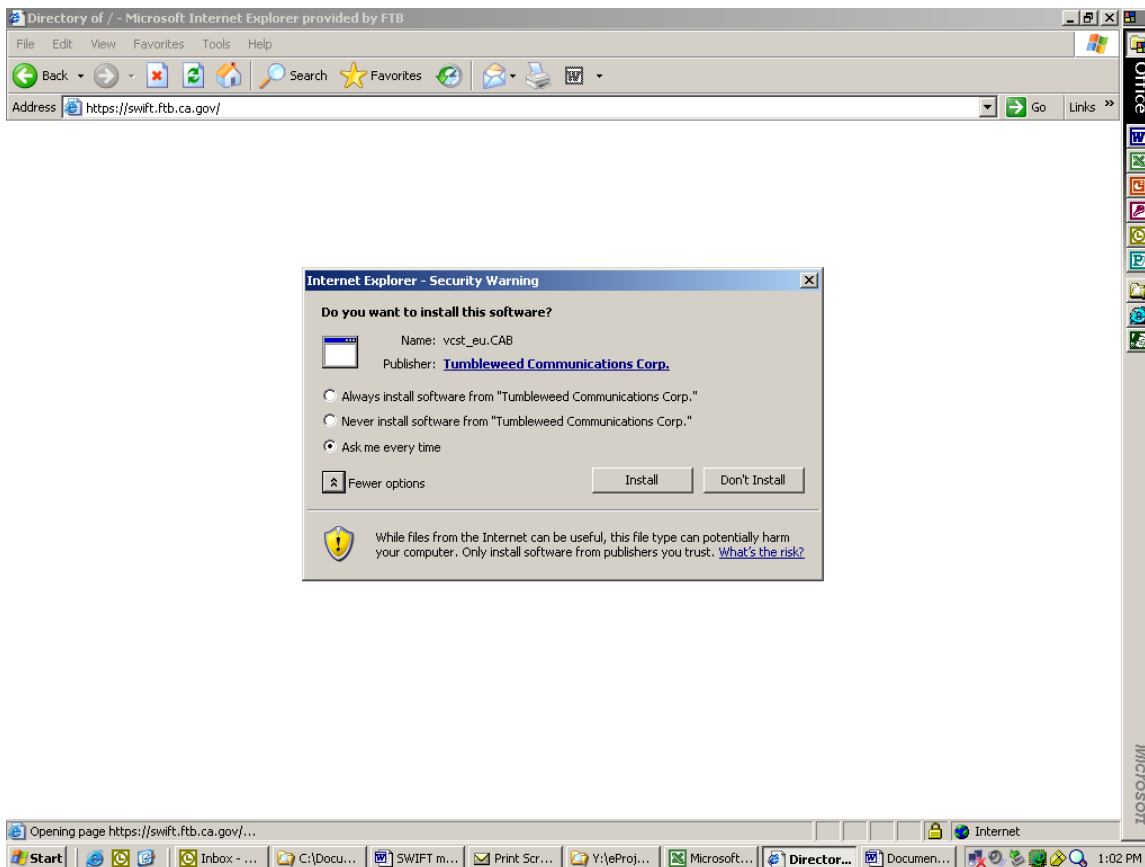 Directory of / - Microsoft Internet Explorer provided by FTB
File Edit View Favorites Tools Help
Back Search Favorites
Address https://swift.ftb.ca.gov/ Go Links »
Office
Internet Explorer - Security Warning
Do you want to install this software?
Name: vcst_eu.CAB
Publisher: Tumbleweed Communications Corp.
Always install software from "Tumbleweed Communications Corp."
Never install software from "Tumbleweed Communications Corp."
Ask me every time
Fewer options Install Don't Install
While files from the Internet can be useful, this file type can potentially harm
your computer. Only install software from publishers you trust. What's the risk?
Microsoft
Opening page https://swift.ftb.ca.gov/... Internet
Start Inbox - ... C:\Docu... SWIFT m... Print Scr... Y:\eProj... Microsoft... Director... Documen... 1:02 PM